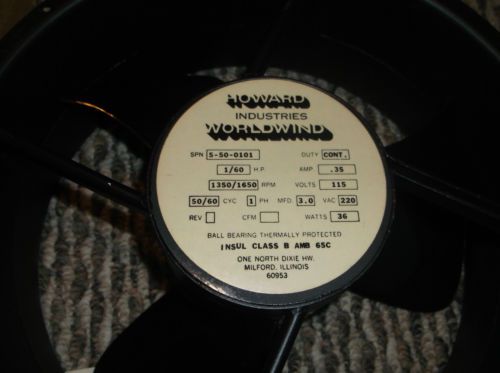 HOWARD
INDUSTRIES
WORLDWIND
SPN 5-50-0101 DUTY CONT.
1/60 H.P. AMP. .35
1350/1650 RPM VOLTS 115
50/60 CYC 1 PH MFD. 3.0 VAC 220
REV CFM WATTS 36
BALL BEARING THERMALLY PROTECTED
INSUL CLASS B AMB 65C
ONE NORTH DIXIE HW.
MILFORD, ILLINOIS
60953